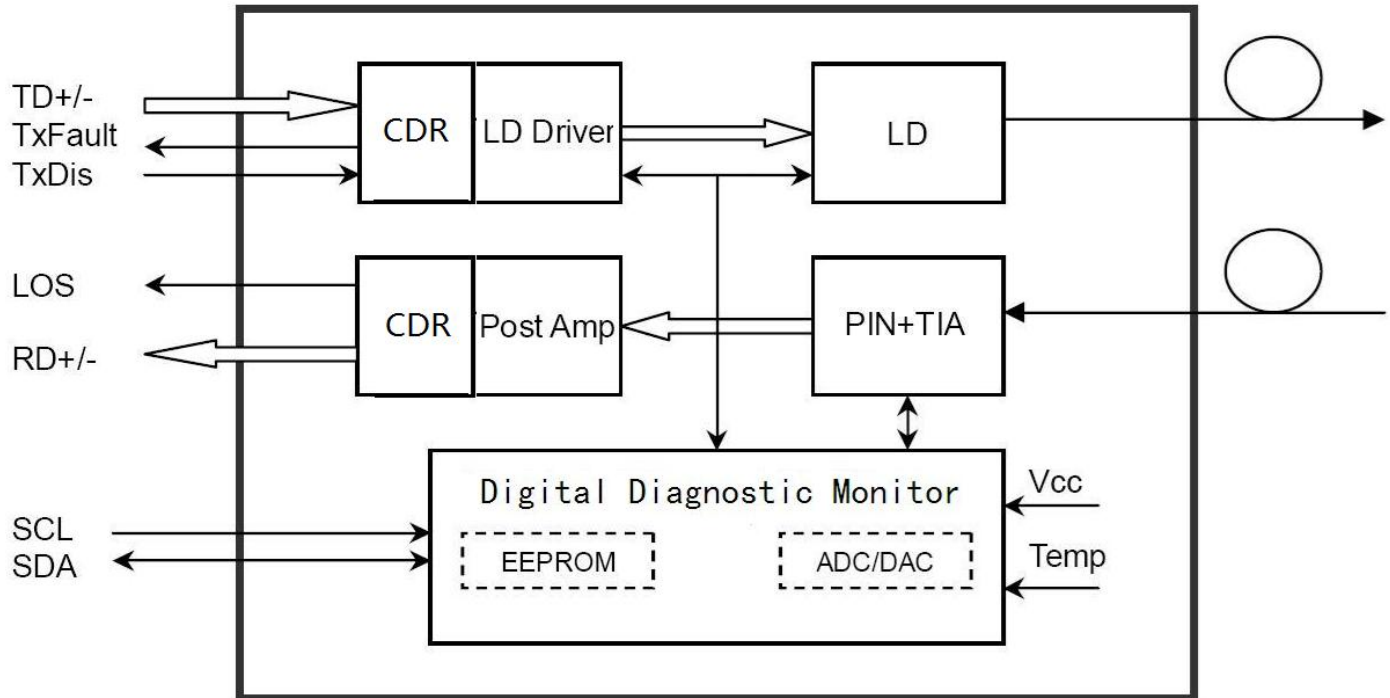 TD+/-
TxFault
TxDis
CDR
LD Driver
LD
LOS
RD+/-
CDR
Post Amp
PIN+TIA
Digital Diagnostic Monitor
EEPROM
ADC/DAC
Vcc
Temp
SCL
SDA